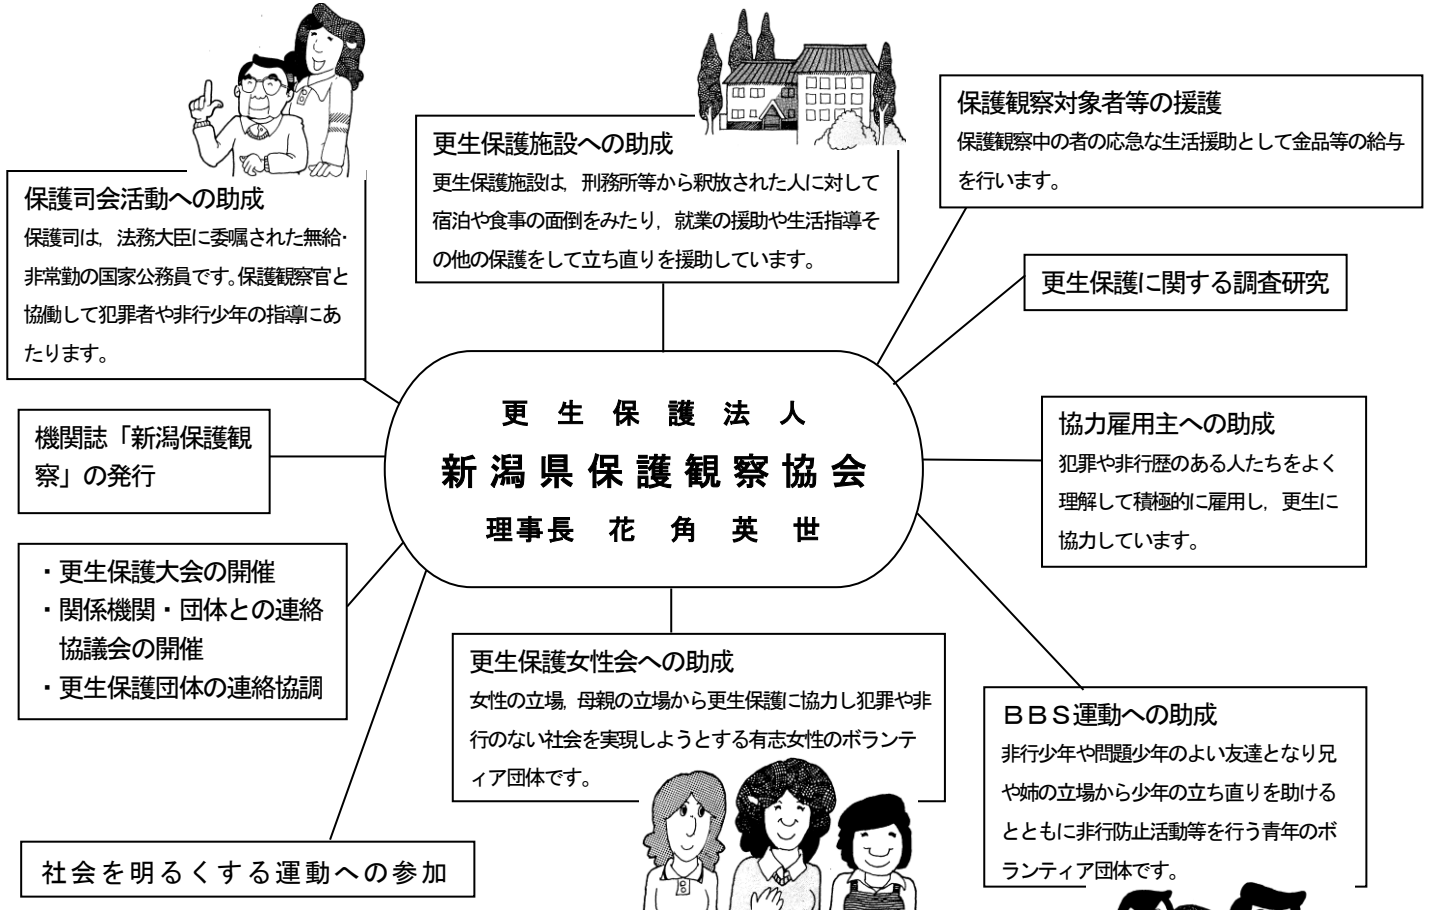 保護司会活動への助成
保護司は，法務大臣に委嘱された無給・
非常勤の国家公務員です。保護観察官と
協働して犯罪者や非行少年の指導にあ
たります。
更生保護施設への助成
更生保護施設は，刑務所等から釈放された人に対して
宿泊や食事の面倒をみたり，就業の援助や生活指導そ
の他の保護をして立ち直りを援助しています。
保護観察対象者等の援護
保護観察中の者の応急な生活援助として金品等の給与
を行います。
更生保護に関する調査研究
更生保護法人
新潟県保護観察協会
理事長　花角英世
機関誌「新潟保護観
察」の発行
協力雇用主への助成
犯罪や非行歴のある人たちをよく
理解して積極的に雇用し，更生に
協力しています。
・更生保護大会の開催
・関係機関・団体との連絡
協議会の開催
・更生保護団体の連絡協調
更生保護女性会への助成
女性の立場，母親の立場から更生保護に協力し犯罪や非
行のない社会を実現しようとする有志女性のボランテ
ィア団体です。
ＢＢＳ運動への助成
非行少年や問題少年のよい友達となり兄
や姉の立場から少年の立ち直りを助ける
とともに非行防止活動等を行う青年のボ
ランティア団体です。
社会を明るくする運動への参加